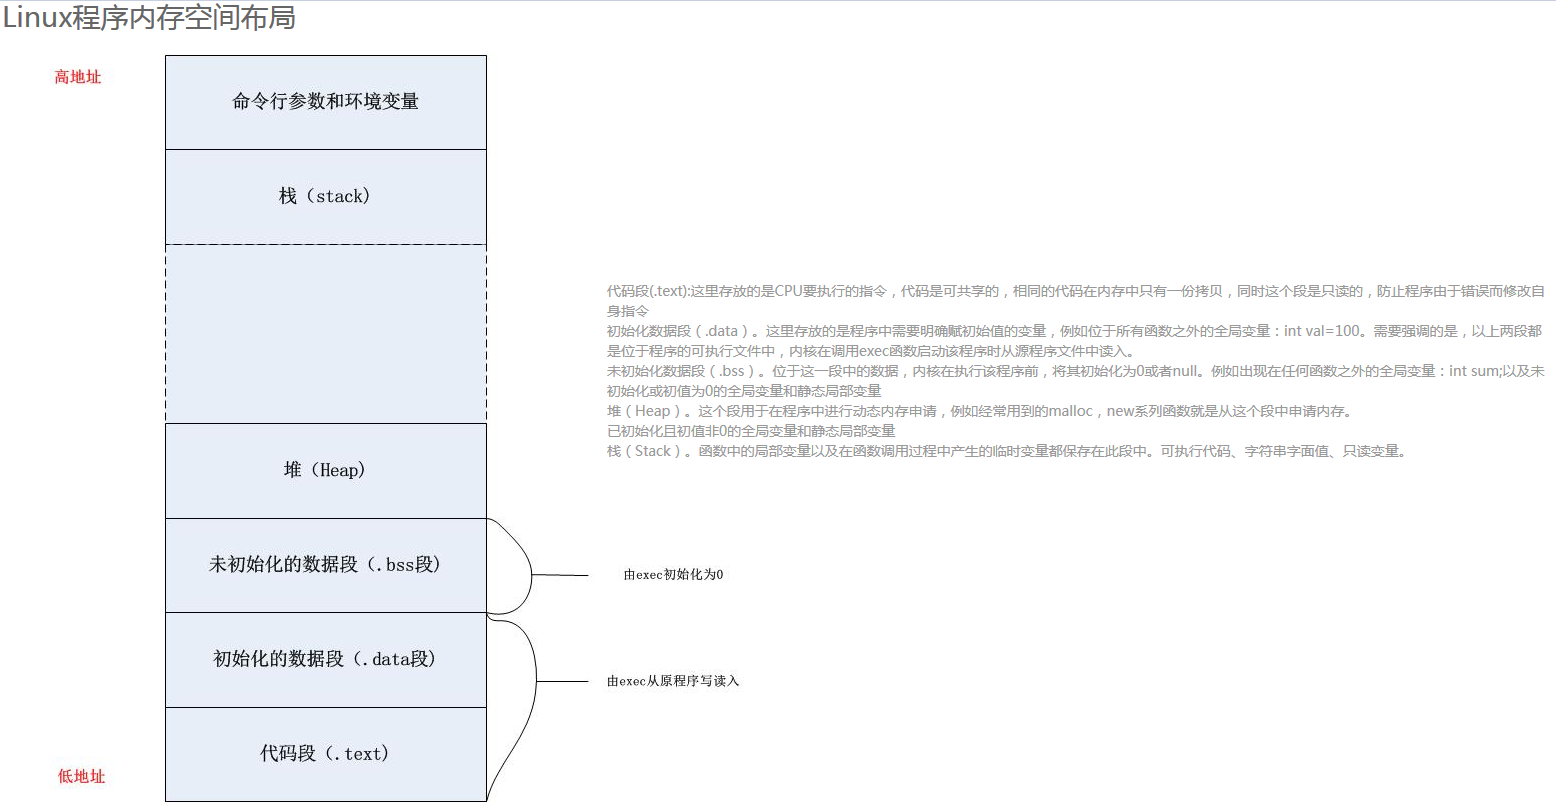 Linux程序内存空间布局
高地址
命令行参数和环境变量
栈（stack）
代码段(.text):这里存放的是CPU要执行的指令，代码是可共享的，相同的代码在内存中只有一份拷贝，同时这个段是只读的，防止程序由于错误而修改自
身指令
初始化数据段（.data）。这里存放的是程序中需要明确赋初始值的变量，例如位于所有函数之外的全局变量：int val=100。需要强调的是，以上两段都
是位于程序的可执行文件中，内核在调用exec函数启动该程序时从源程序文件中读入。
未初始化数据段（.bss）。位于这一段中的数据，内核在执行该程序前，将其初始化为0或者null。例如出现在任何函数之外的全局变量：int sum;以及未
初始化或初值为0的全局变量和静态局部变量
堆（Heap）。这个段用于在程序中进行动态内存申请，例如经常用到的malloc，new系列函数就是从这个段中申请内存。
已初始化且初值非0的全局变量和静态局部变量
栈（Stack）。函数中的局部变量以及在函数调用过程中产生的临时变量都保存在此段中。可执行代码、字符串字面值、只读变量。
堆（Heap）
未初始化的数据段（.bss段）
由exec初始化为0
初始化的数据段（.data段）
由exec从原程序写读入
代码段（.text）
低地址